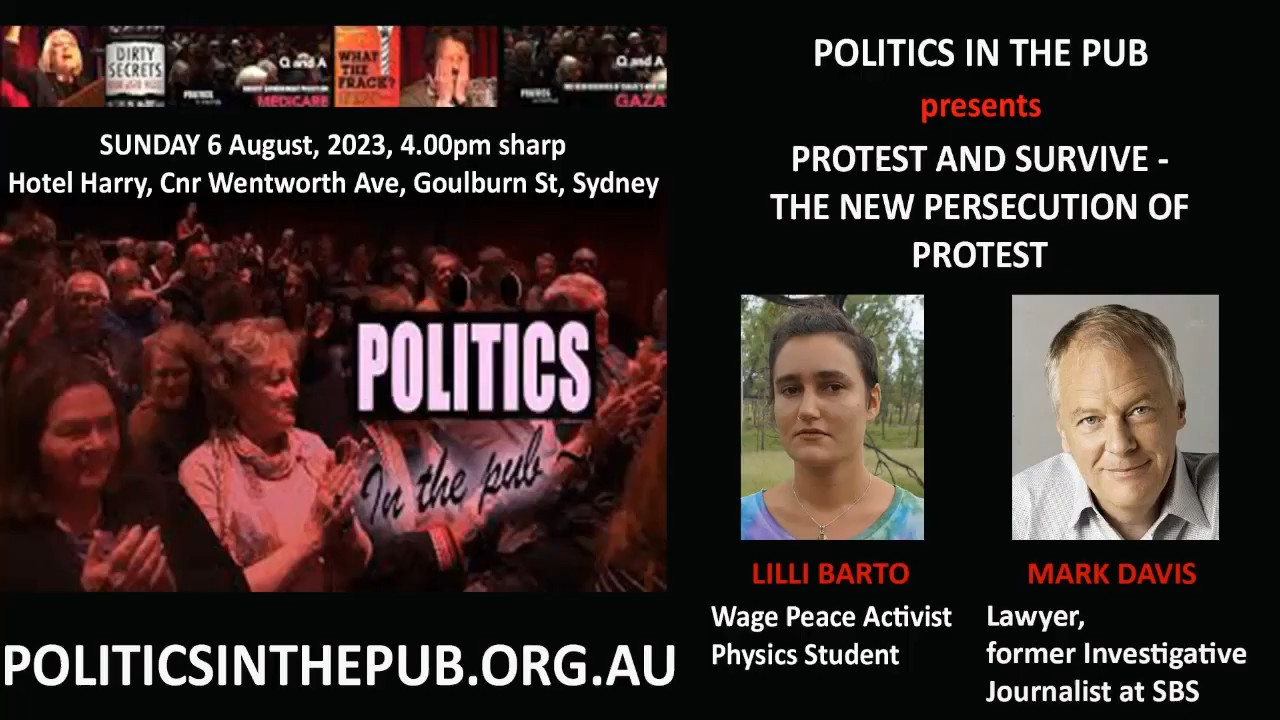 DIRTY
SECRETS
Q and A
MEDICARE
WHAT
THE
FRACK?
Q and A
GAZA
SUNDAY 6 August, 2023, 4.00pm sharp
Hotel Harry, Cnr Wentworth Ave, Goulburn St, Sydney
POLITICS
In the pub
POLITICSINTHEPUB.ORG.AU
POLITICS IN THE PUB
presents
PROTEST AND SURVIVE -
THE NEW PERSECUTION OF
PROTEST
LILLI BARTO
Wage Peace Activist
Physics Student
MARK DAVIS
Lawyer,
former Investigative
Journalist at SBS